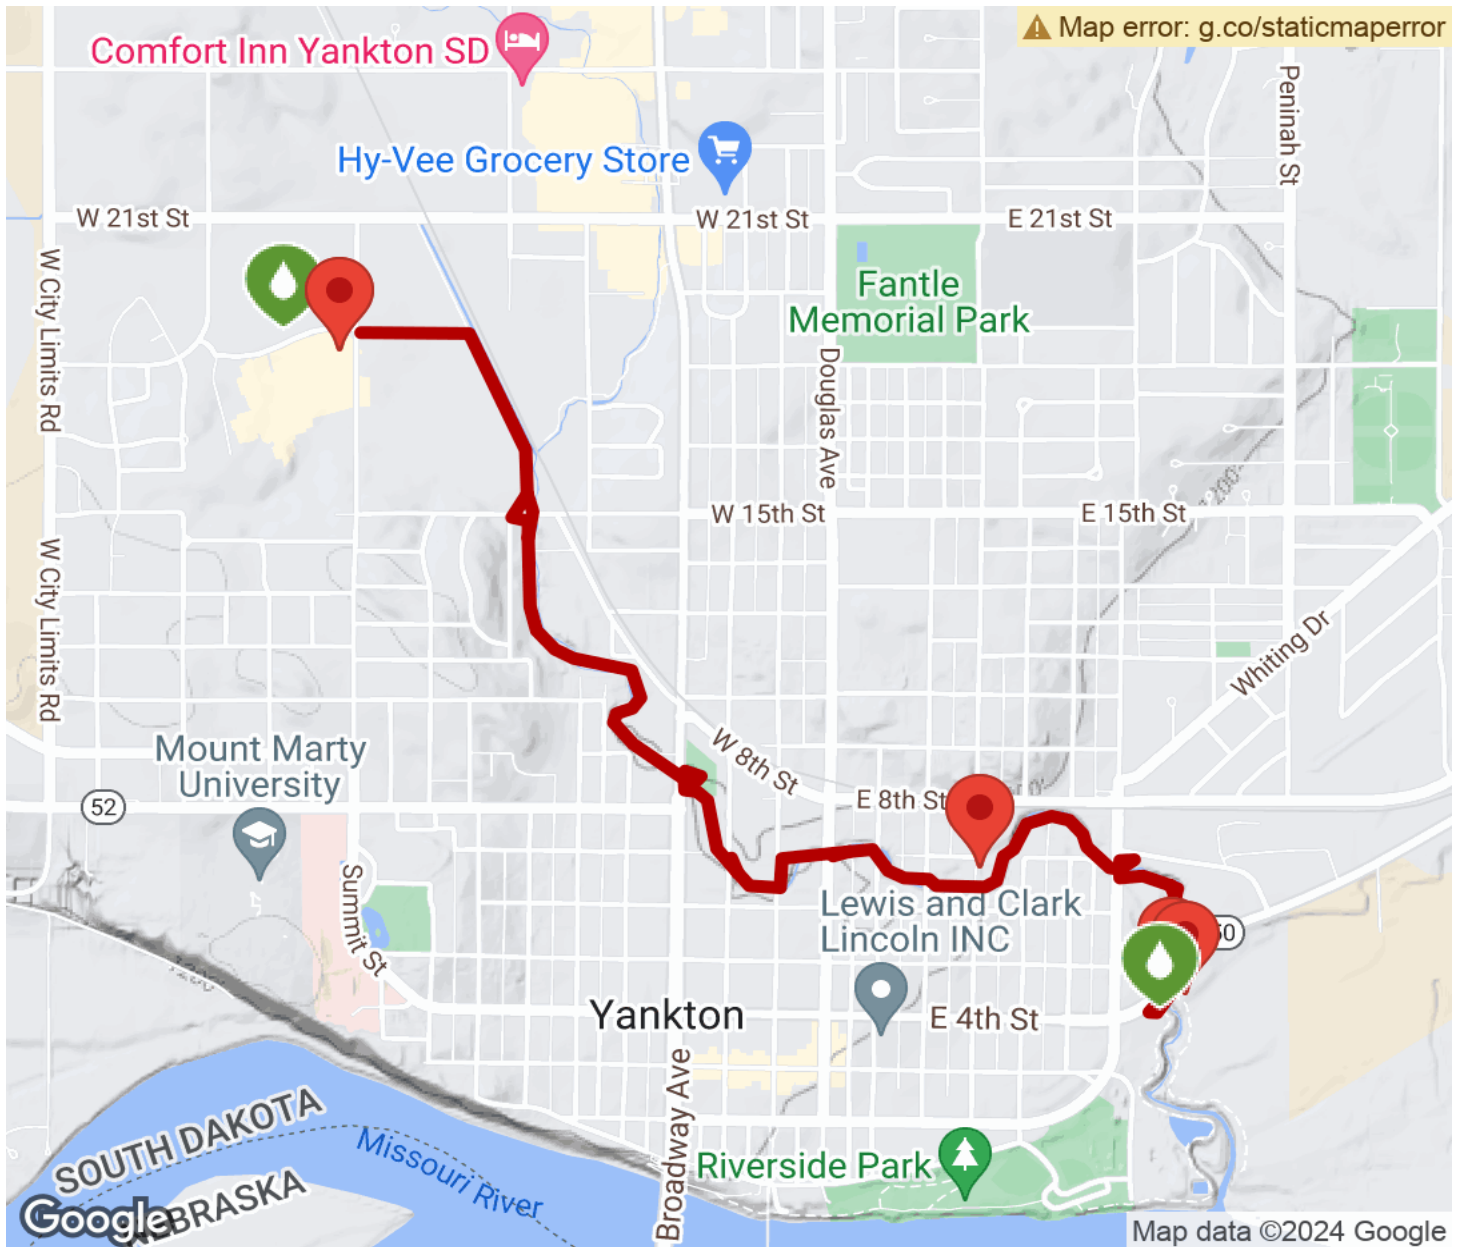 Map error: g.co/staticmaperror
Comfort Inn Yankton SD
Peninah St
Hy-Vee Grocery Store
W 21st St
W 21st St
E 21st St
W City Limits Rd
Fantle
Memorial Park
Douglas Ave
1200
W 15th St
E 15th St
W City Limits Rd
Whiting Dr
Mount Marty
University
W 8th St
52
E 8th St
Summit St
Lewis and Clark
Lincoln INC
50
1200
Yankton
E 4th St
Broadway Ave
SOUTH DAKOTA
Missouri River
Riverside Park
NEBRASKA
Google
Map data ©2024 Google